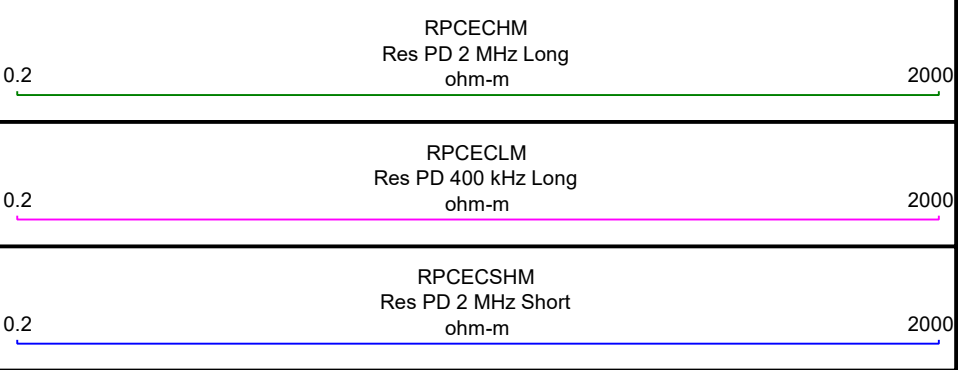 RPCECHM
Res PD 2 MHz Long
0.2 ohm-m 2000
RPCECLM
Res PD 400 kHz Long
0.2 ohm-m 2000
RPCECSHM
Res PD 2 MHz Short
0.2 ohm-m 2000